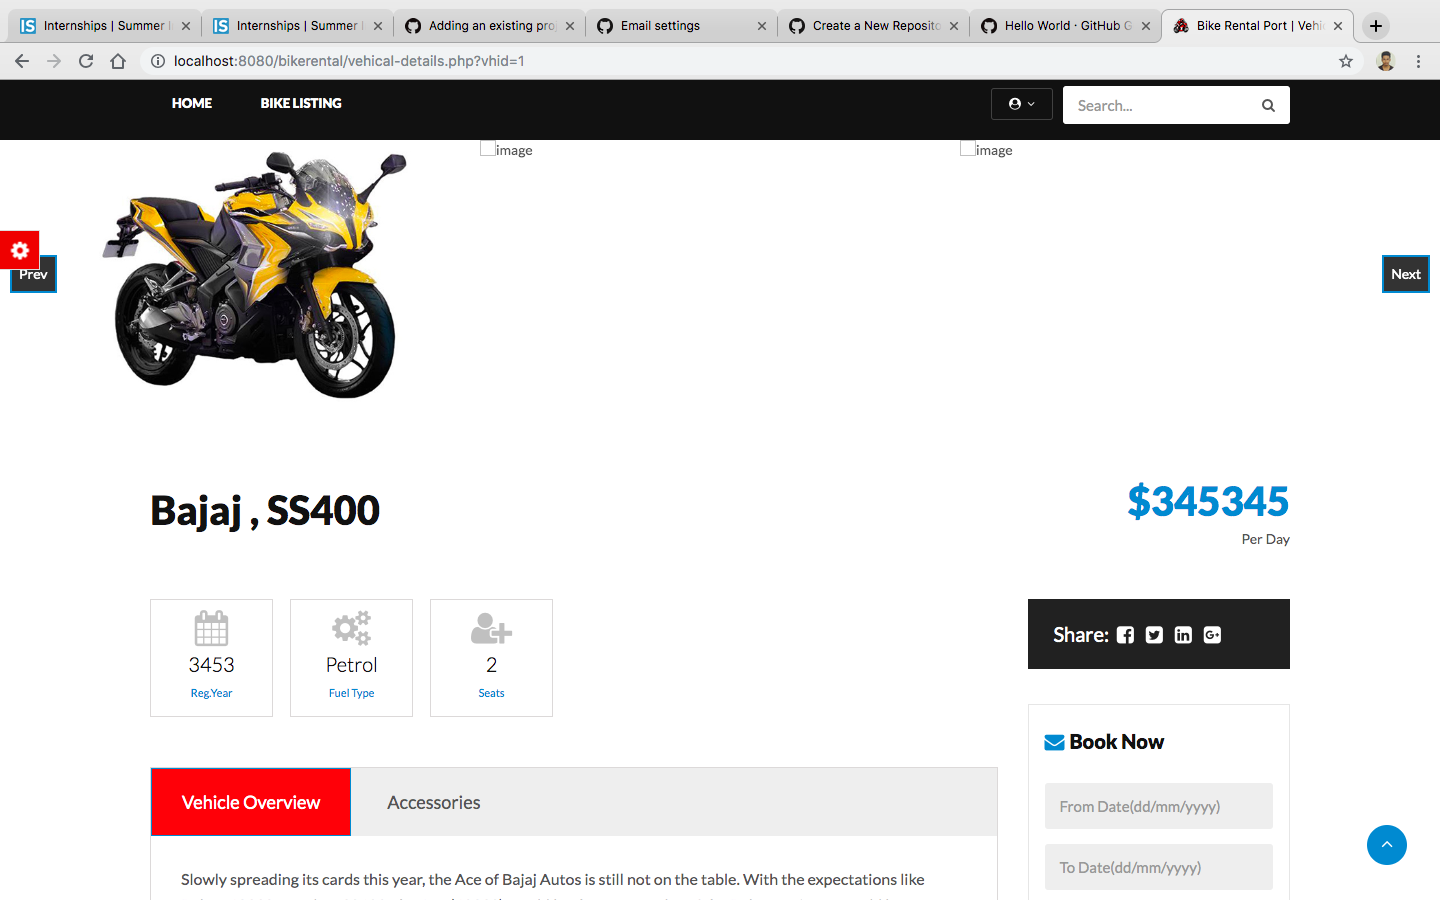 Internships | Summer I
Internships | Summer I
Adding an existing proj
Email settings
Create a New Reposito
Hello World · GitHub G
Bike Rental Port | Vehic
localhost:8080/bikerental/vehical-details.php?vhid=1
HOME
BIKE LISTING
Search...
image
image
Prev
Next
Bajaj , SS400
$345345
Per Day
3453
Reg.Year
Petrol
Fuel Type
2
Seats
Share:
Book Now
From Date(dd/mm/yyyy)
To Date(dd/mm/yyyy)
Vehicle Overview
Accessories
Slowly spreading its cards this year, the Ace of Bajaj Autos is still not on the table. With the expectations like